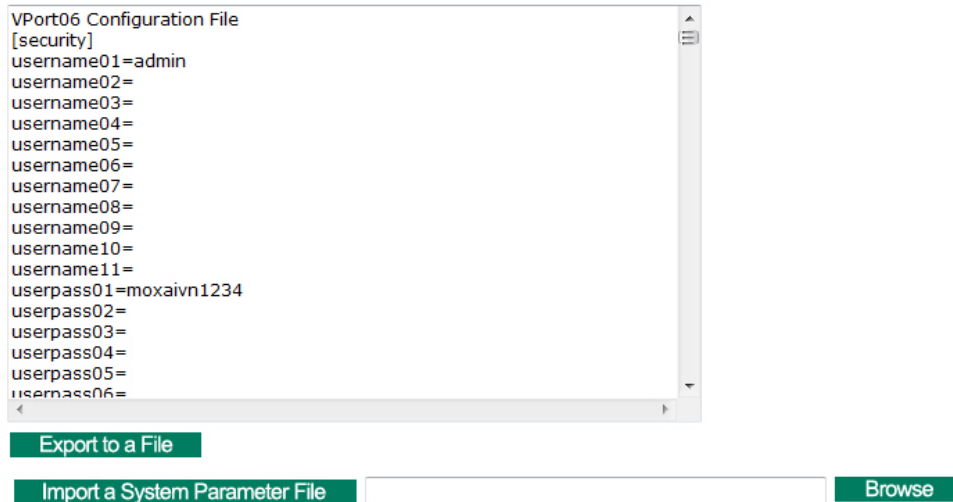 VPort06 Configuration File
[security]
username01=admin
username02=
username03=
username04=
username05=
username06=
username07=
username08=
username09=
username10=
username11=
userpass01=moxaivn1234
userpass02=
userpass03=
userpass04=
userpass05=
userpass06=
Export to a File
Import a System Parameter File
Browse